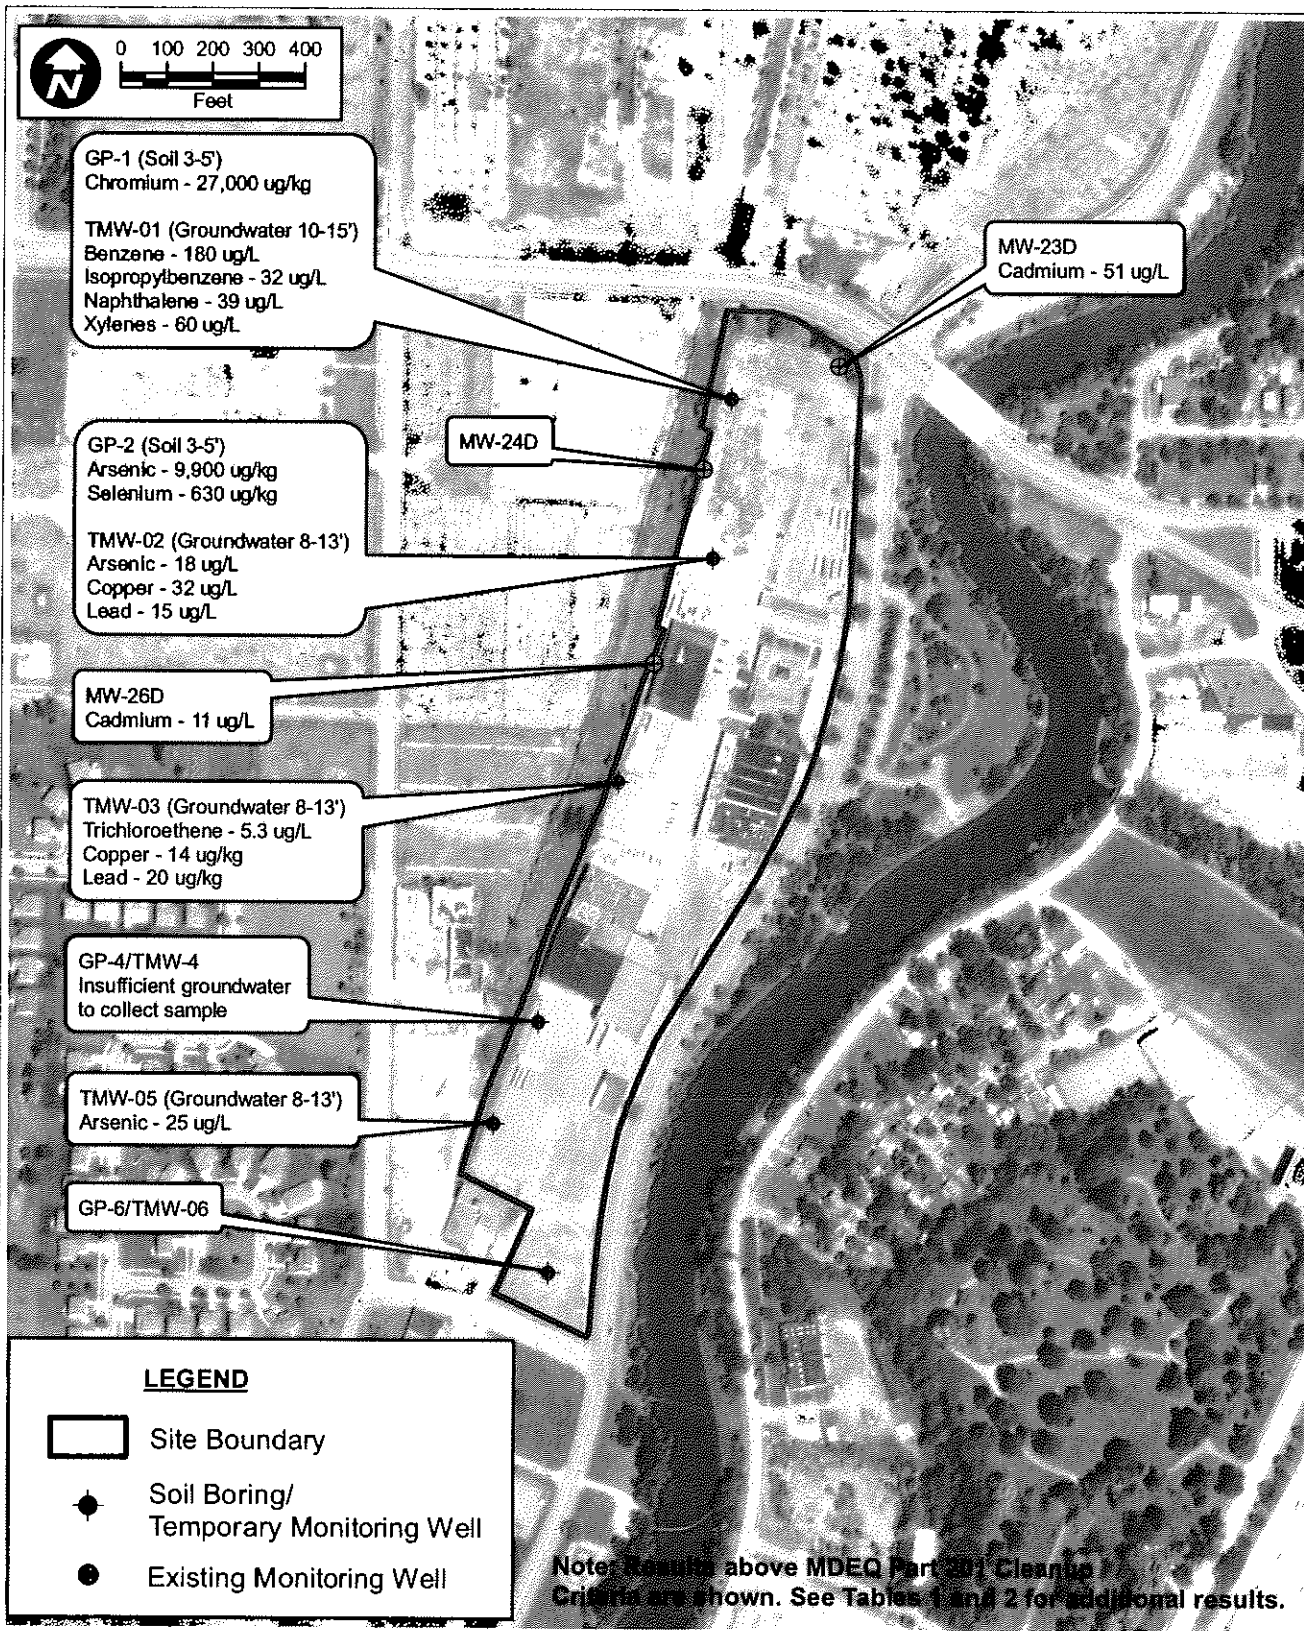 N
0 100 200 300 400
Feet
GP-1 (Soil 3-5')
Chromium - 27,000 ug/kg
TMW-01 (Groundwater 10-15')
Benzene - 180 ug/L
Isopropylbenzene - 32 ug/L
Naphthalene - 39 ug/L
Xylenes - 60 ug/L
MW-23D
Cadmium - 51 ug/L
MW-24D
GP-2 (Soil 3-5')
Arsenic - 9,900 ug/kg
Selenium - 630 ug/kg
TMW-02 (Groundwater 8-13')
Arsenic - 18 ug/L
Copper - 32 ug/L
Lead - 15 ug/L
MW-26D
Cadmium - 11 ug/L
TMW-03 (Groundwater 8-13')
Trichloroethene - 5.3 ug/L
Copper - 14 ug/kg
Lead - 20 ug/kg
GP-4/TMW-4
Insufficient groundwater
to collect sample
TMW-05 (Groundwater 8-13')
Arsenic - 25 ug/L
GP-6/TMW-06
LEGEND
Site Boundary
Soil Boring/
Temporary Monitoring Well
Existing Monitoring Well
Note: Results above MDEQ Part 201 Cleanup
Criteria are shown. See Tables 1 and 2 for additional results.